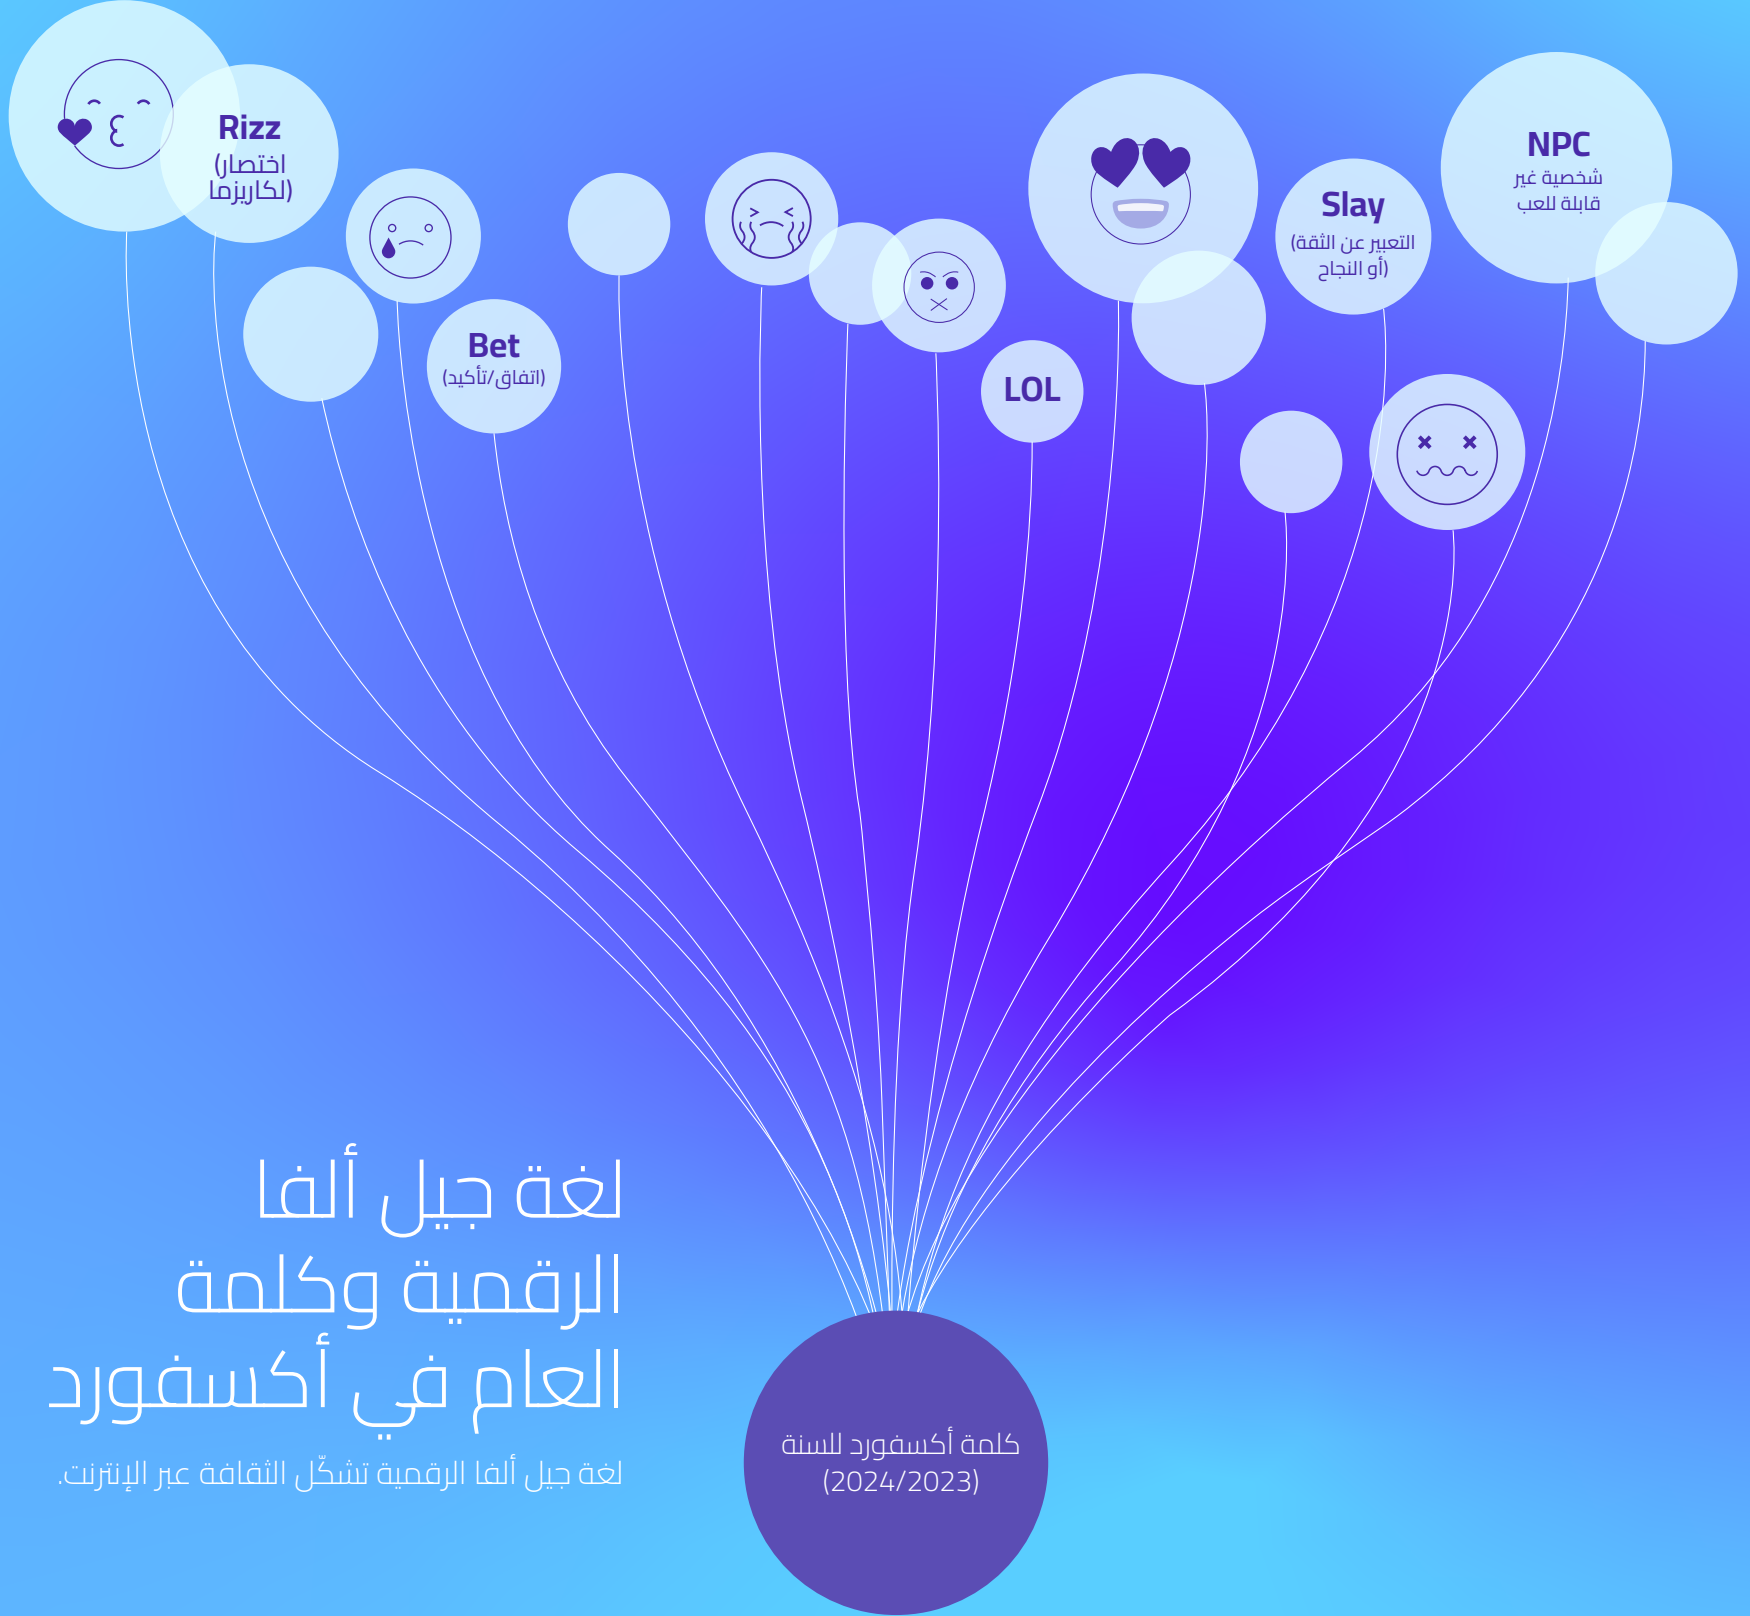 Rizz
(اختصار
لكاريزما)
Bet
(اتفاق/تأكيد)
LOL
Slay
(التعبير عن الثقة
أو النجاح)
NPC
شخصية غير
قابلة للعب
لغة جيل ألفا
الرقمية وكلمة
العام في أكسفورد
لغة جيل ألفا الرقمية تشكّل الثقافة عبر الإنترنت.
كلمة أكسفورد للسنة
(2024/2023)